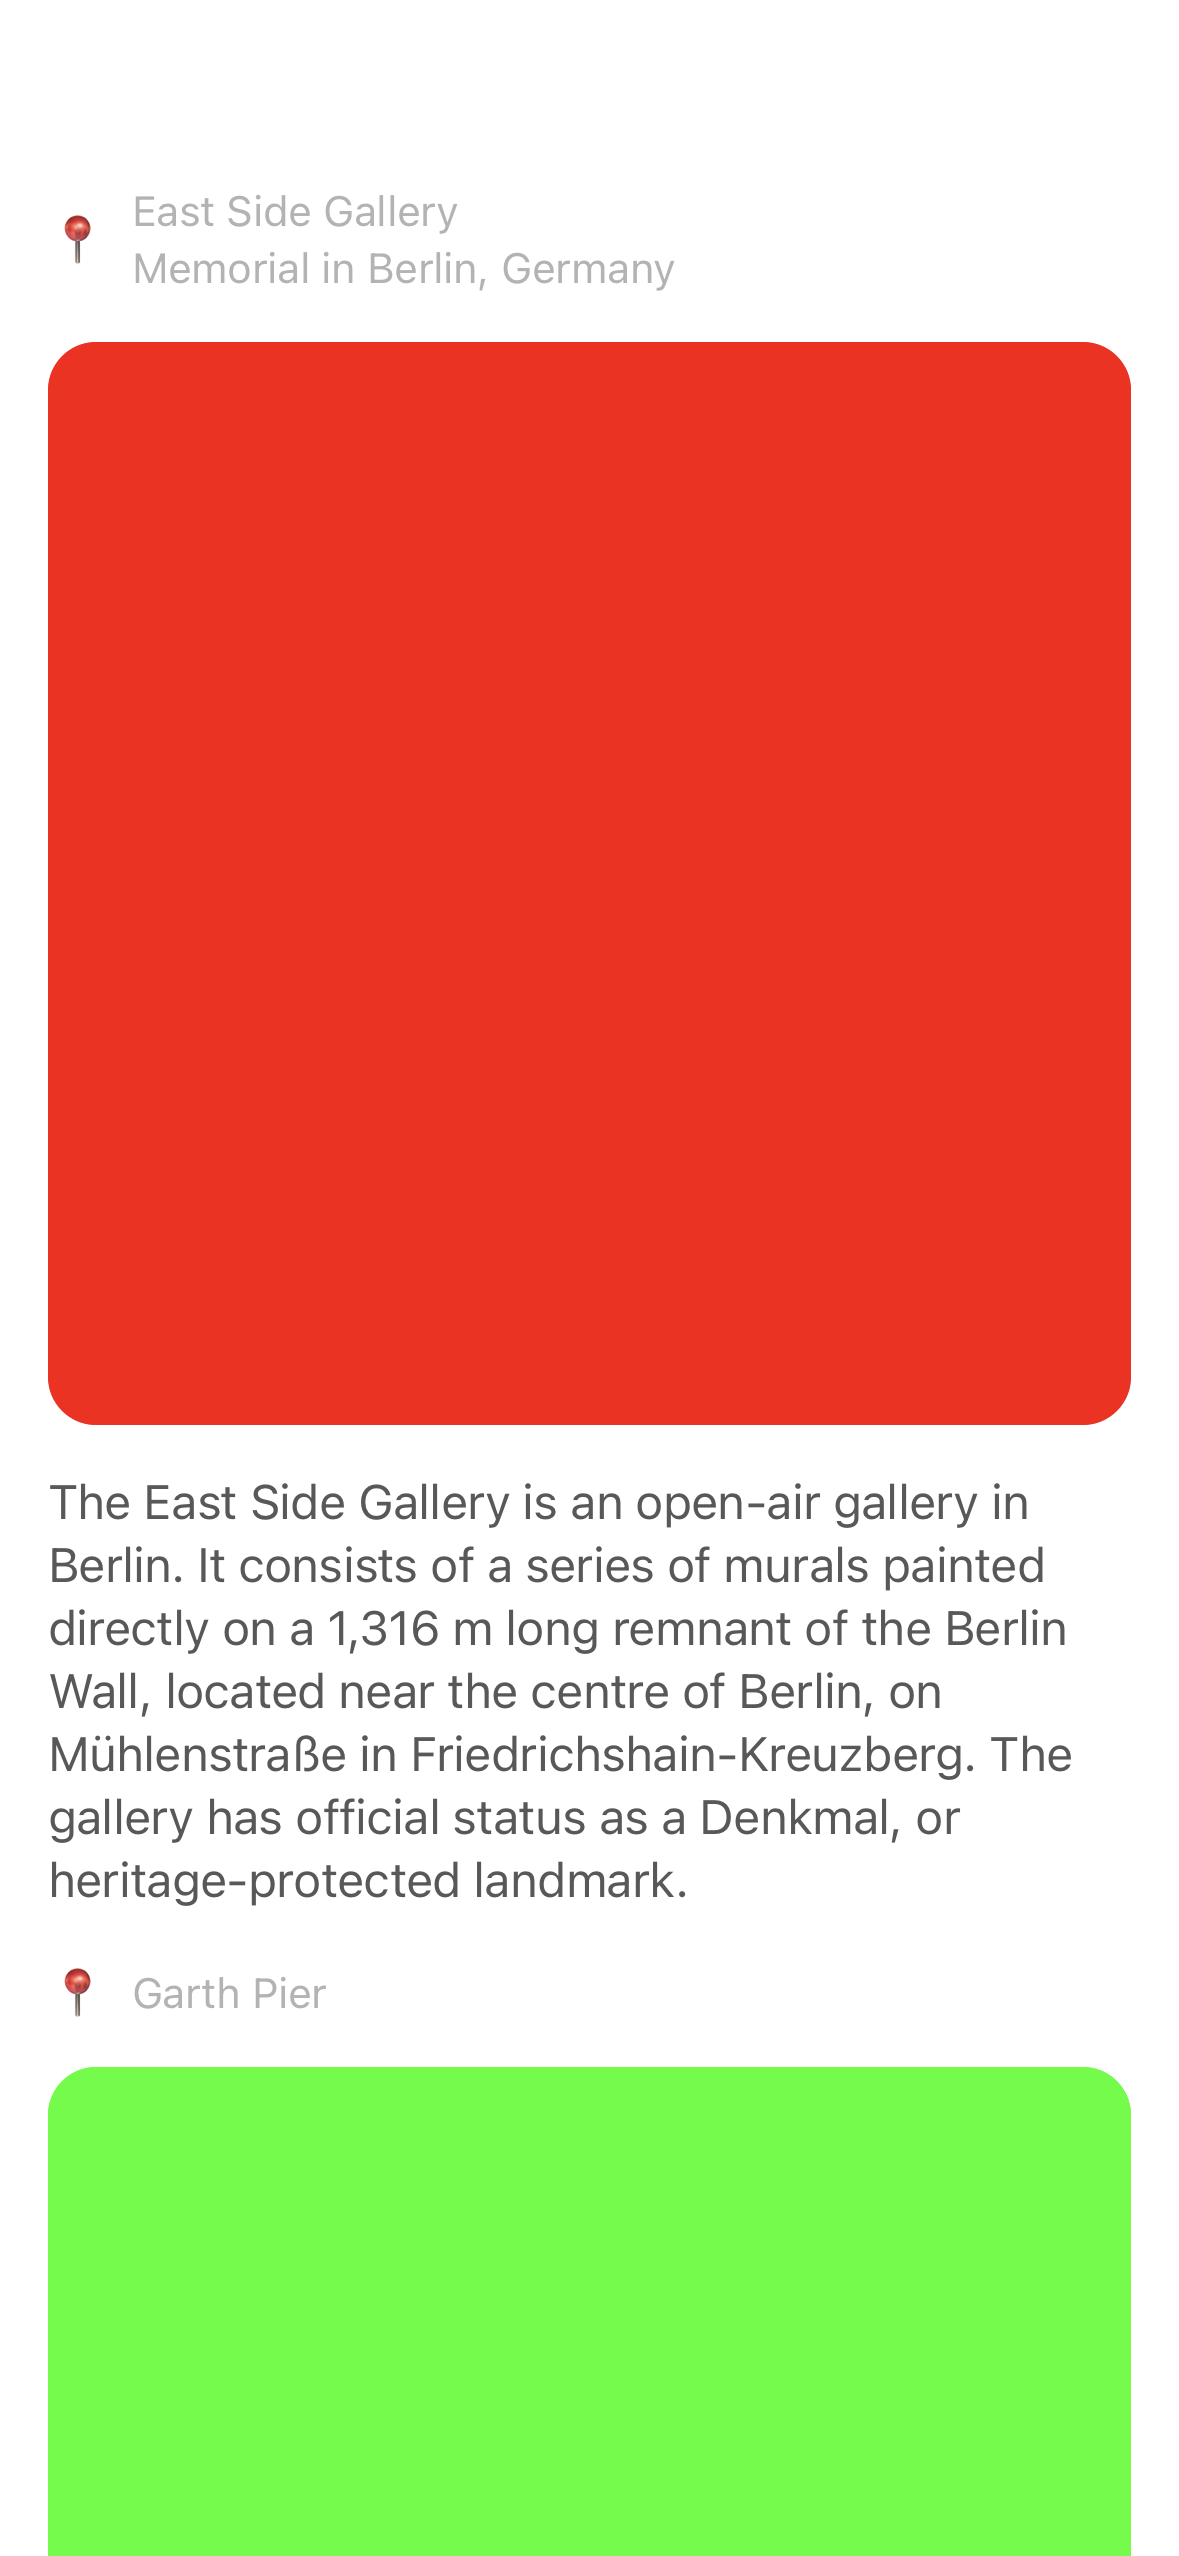 East Side Gallery
Memorial in Berlin, Germany
The East Side Gallery is an open-air gallery in
Berlin. It consists of a series of murals painted
directly on a 1,316 m long remnant of the Berlin
Wall, located near the centre of Berlin, on
Mühlenstraße in Friedrichshain-Kreuzberg. The
gallery has official status as a Denkmal, or
heritage-protected landmark.
Garth Pier